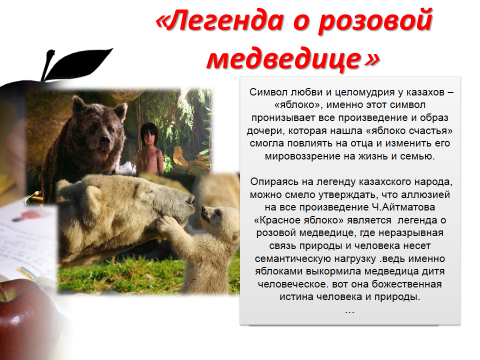 «Легенда о розовой
медведице»
Символ любви и целомудрия у казахов –
«яблоко», именно этот символ
пронизывает все произведение и образ
дочери, которая нашла «яблоко счастья»
смогла повлиять на отца и изменить его
мировоззрение на жизнь и семью.
Опираясь на легенду казахского народа,
можно смело утверждать, что аллюзией
на все произведение Ч.Айтматова
«Красное яблоко» является легенда о
розовой медведице, где неразрывная
связь природы и человека несет
семантическую нагрузку .ведь именно
яблоками выкормила медведица дитя
человеческое. вот она божественная
истина человека и природы.
…